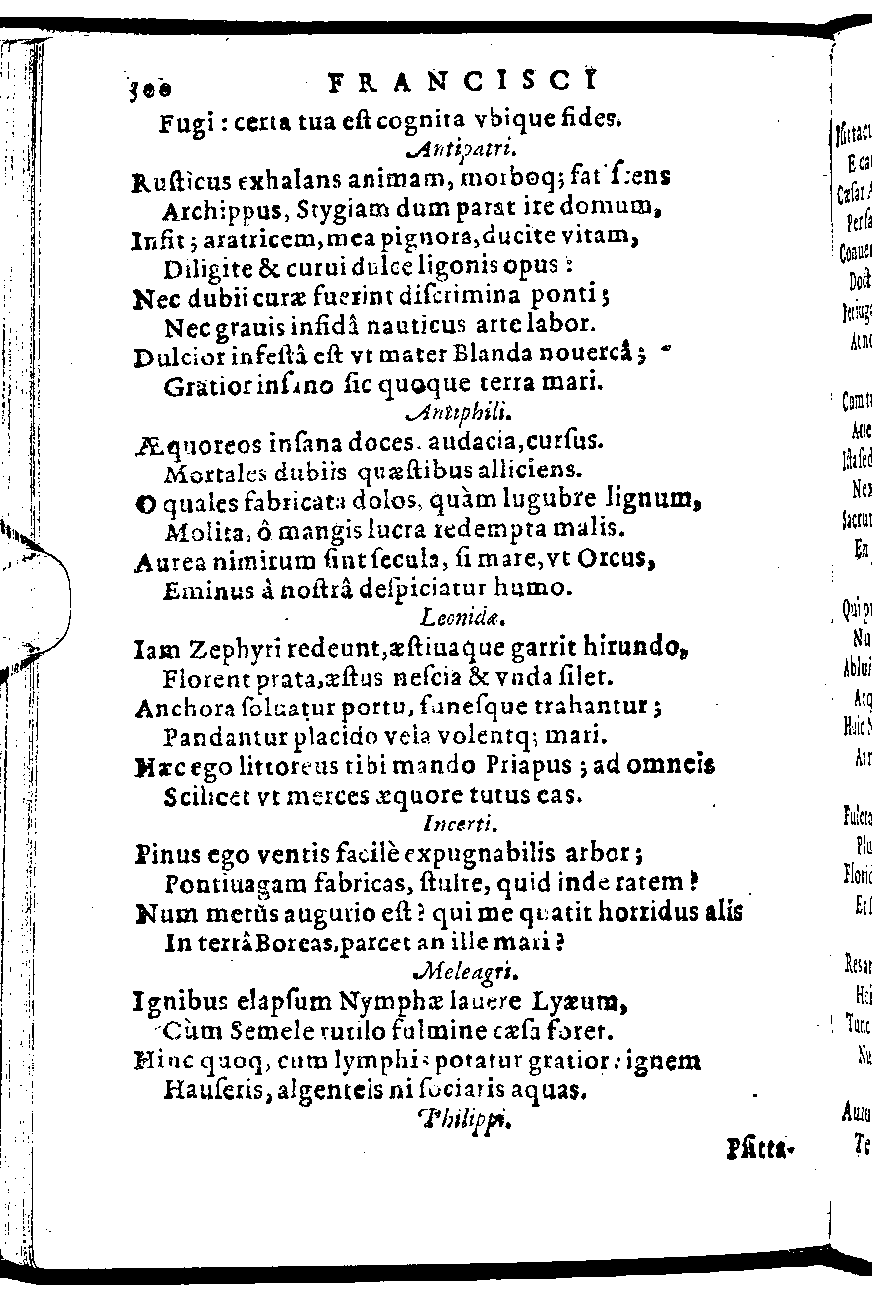 300 FRANCISCI
Fugi : certa tua eſt cognita vbique fides.
Antipatri.
Ruſticus exhalans animam, morboq; fatiſcens
Archippus, Stygiam dum parat ire domum,
Inſit ; aratricem, mea pignora, ducite vitam,
Diligite & curui dulce ligonis opus :
Nec dubii curæ fuerint diſcrimina ponti ;
Nec grauis infidâ nauticus arte labor.
Dulcior infeſtâ eſt vt mater Blanda nouercâ ;
Gratior inſano ſic quoque terra mari.
Antiphili.
Æquoreos inſana doces. audacia, curſus.
Mortales dubiis quæſtibus alliciens.
O quales fabricata dolos, quàm lugubre lignum,
Molita, ô mangis lucra redempta malis.
Aurea nimirum ſint ſecula, ſi mare, vt Orcus,
Eminus à noſtrâ deſpiciatur humo.
Leonidæ.
Iam Zephyri redeunt, æſtiuaque garrit hirundo,
Florent prata, æſtus neſcia & vnda ſilet.
Anchora ſoluatur portu, funeſque trahantur ;
Pandantur placido vela volentq; mari.
Hæc ego littoreus tibi mando Priapus ; ad omneis
Scilicet vt merces æquore tutus eas.
Incerti.
Pinus ego ventis facilè expugnabilis arbor ;
Pontiuagam fabricas, ſtulte, quid inde ratem ?
Num metûs augurio eſt ? qui me quatit horridus alis
In terrâ Boreas, parcet an ille mari ?
Meleagri.
Ignibus elapſum Nymphæ lauere Lyæum,
Cùm Semele rutilo fulmine cæſa foret.
Hinc quoq, cum lymphis potatur gratior : ignem
Hauſeris, algenteis ni ſociaris aquas.
Philippi.
Pſitta-